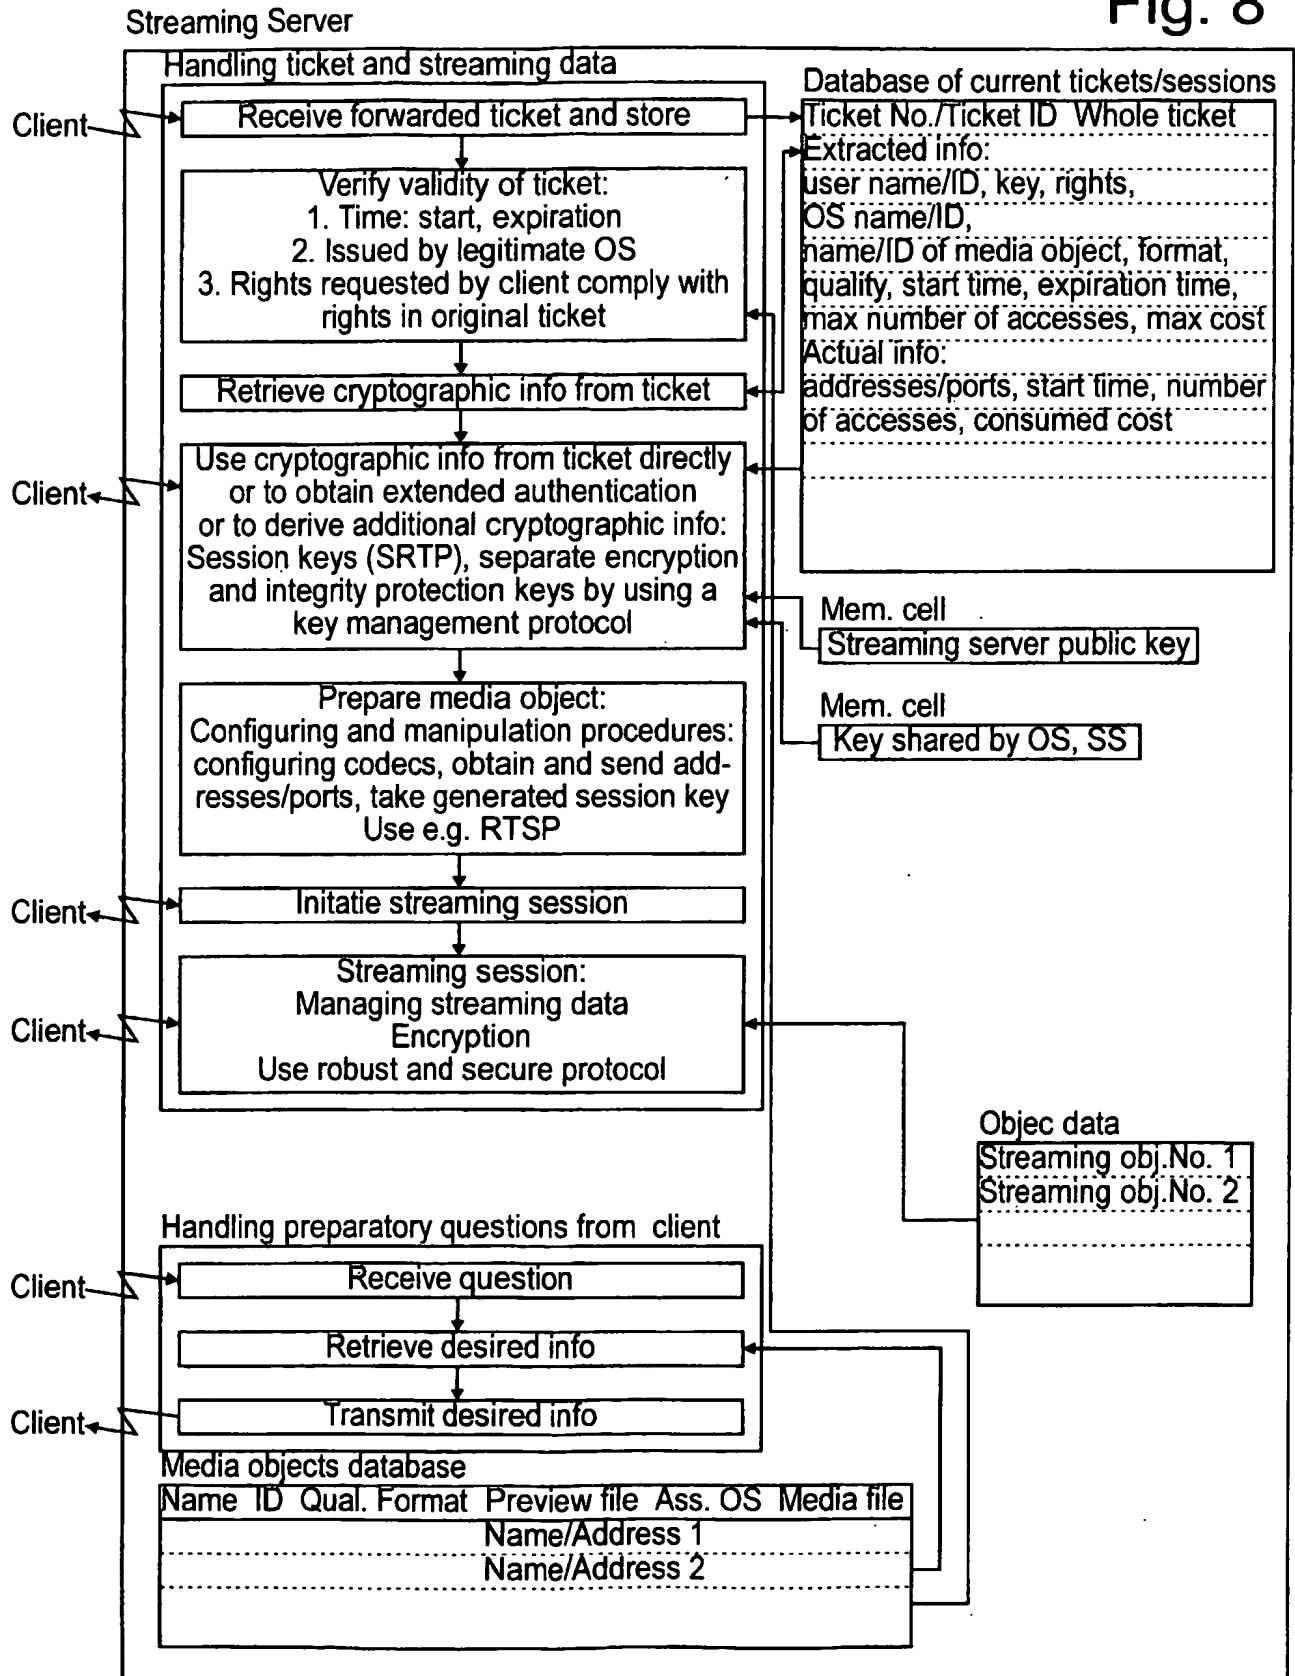 Fig. 8
Streaming Server
Handling ticket and streaming data
Client
Receive forwarded ticket and store
Verify validity of ticket:
1. Time: start, expiration
2. Issued by legitimate OS
3. Rights requested by client comply with
rights in original ticket
Retrieve cryptographic info from ticket
Client
Use cryptographic info from ticket directly
or to obtain extended authentication
or to derive additional cryptographic info:
Session keys (SRTP), separate encryption
and integrity protection keys by using a
key management protocol
Prepare media object:
Configuring and manipulation procedures:
configuring codecs, obtain and send add-
resses/ports, take generated session key
Use e.g. RTSP
Client
Initatie streaming session
Client
Streaming session:
Managing streaming data
Encryption
Use robust and secure protocol
Database of current tickets/sessions
Ticket No./Ticket ID Whole ticket
Extracted info:
user name/ID, key, rights,
OS name/ID,
name/ID of media object, format,
qualify, start time, expiration time,
max number of accesses, max cost
Actual info:
addresses/ports, start time, number
of accesses, consumed cost
Mem. cell
Streaming server public key
Mem. cell
Key shared by OS, SS
Objec data
Streaming obj.No. 1
Streaming obj.No. 2
Handling preparatory questions from client
Client
Receive question
Retrieve desired info
Client
Transmit desired info
Media objects database
Name ID Qual. Format Preview file Ass. OS Media file
Name/Address 1
Name/Address 2